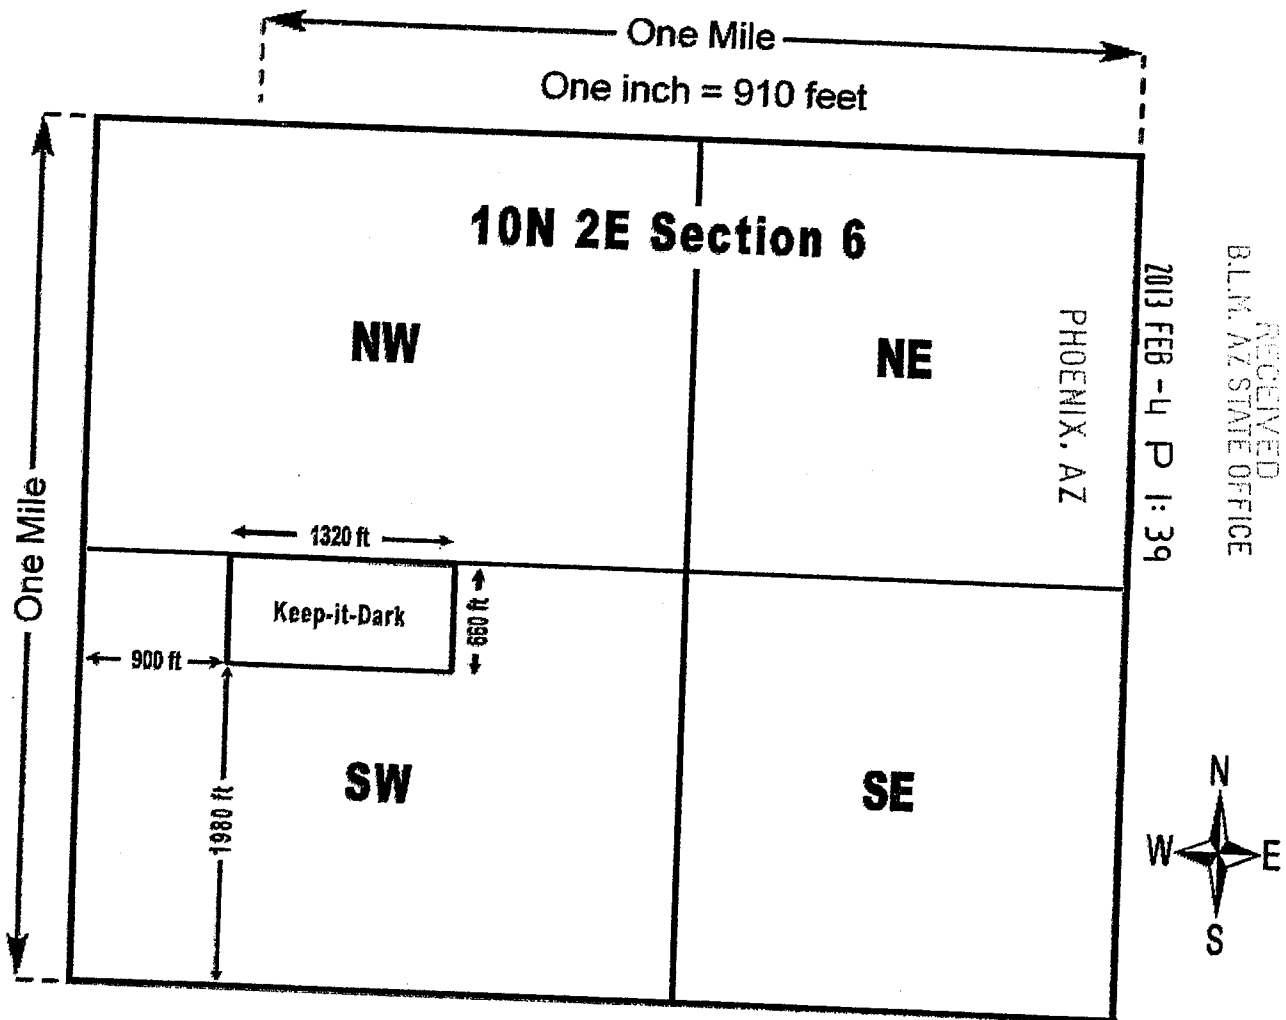 One Mile
One inch = 910 feet
10N 2E Section 6
NW
NE
One Mile
1320 ft
Keep-it-Dark
660 ft
900 ft
1980 ft
SW
SE
RECEIVED
B.L.M. AZ STATE OFFICE
2013 FEB -4 P 1:39
PHOENIX, AZ
N
W
E
S